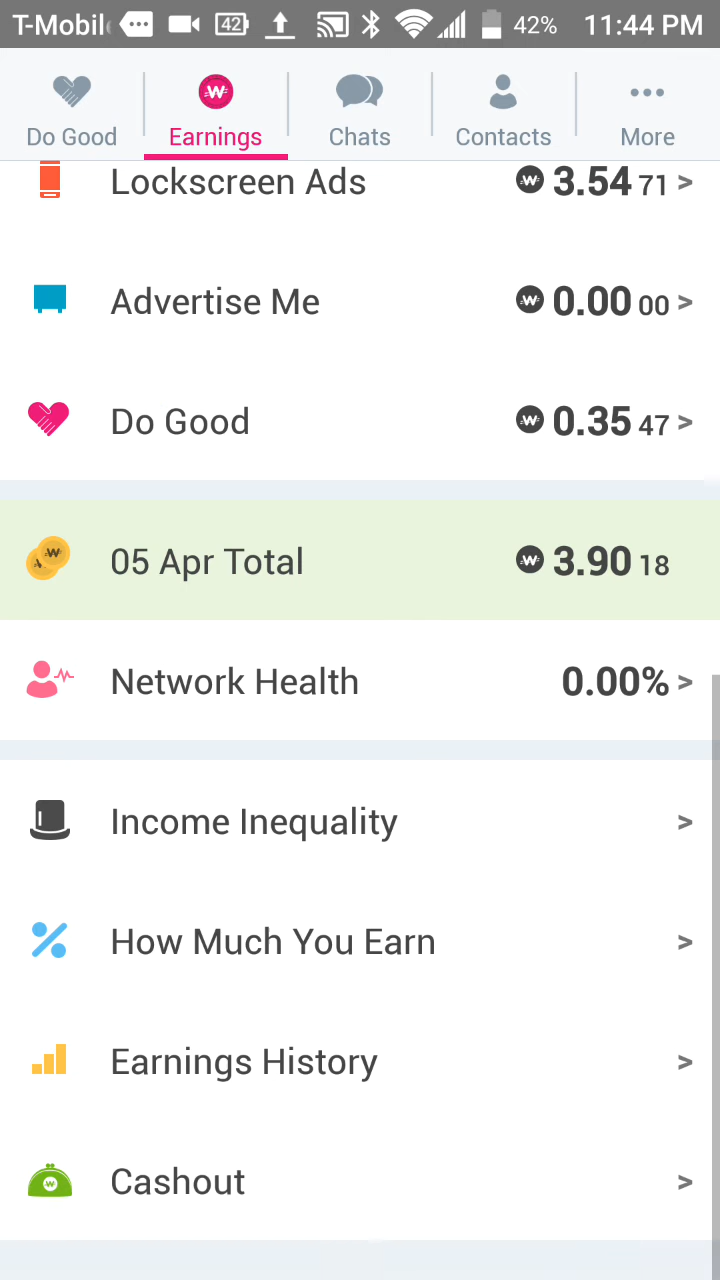 T-Mobil 42 42% 11:44 PM
Do Good Earnings Chats Contacts More
Lockscreen Ads W 3.54 71 >
Advertise Me W 0.00 00 >
Do Good W 0.35 47 >
05 Apr Total W 3.90 18
Network Health 0.00% >
Income Inequality >
How Much You Earn >
Earnings History >
Cashout >